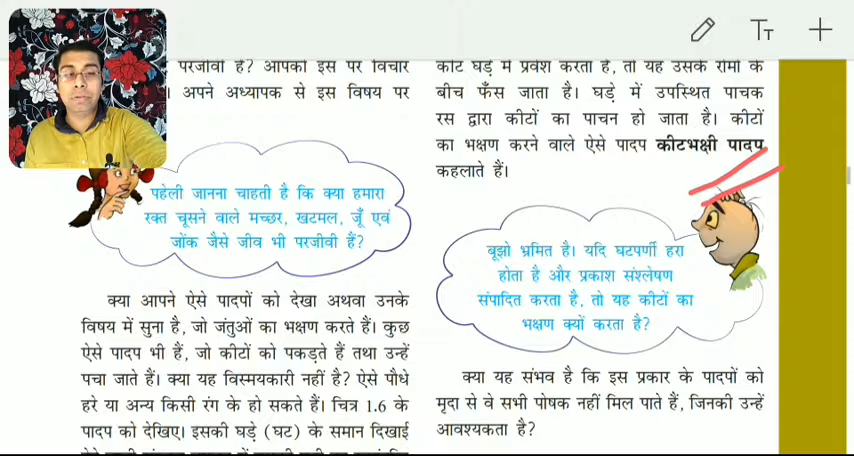 परजीवी हैं? आपको इस पर विचार
। अपने अध्यापक से इस विषय पर
पहेली जानना चाहती है कि क्या हमारा
रक्त चूसने वाले मच्छर, खटमल, जूँ एवं
जोंक जैसे जीव भी परजीवी हैं?
क्या आपने ऐसे पादपों को देखा अथवा उनके
विषय में सुना है, जो जंतुओं का भक्षण करते हैं। कुछ
ऐसे पादप भी हैं, जो कीटों को पकड़ते हैं तथा उन्हें
पचा जाते हैं। क्या यह विस्मयकारी नहीं है? ऐसे पौधे
हरे या अन्य किसी रंग के हो सकते हैं। चित्र 1.6 के
पादप को देखिए। इसकी घड़े (घट) के समान दिखाई
कीट घड़े में प्रवेश करता है, तो यह उसके रोमों के
बीच फँस जाता है। घड़े में उपस्थित पाचक
रस द्वारा कीटों का पाचन हो जाता है। कीटों
का भक्षण करने वाले ऐसे पादप कीटभक्षी पादप
कहलाते हैं।
बूझो भ्रमित है। यदि घटपर्णी हरा
होता है और प्रकाश संश्लेषण
संपादित करता है, तो यह कीटों का
भक्षण क्यों करता है?
क्या यह संभव है कि इस प्रकार के पादपों को
मृदा से वे सभी पोषक नहीं मिल पाते हैं, जिनकी उन्हें
आवश्यकता है?